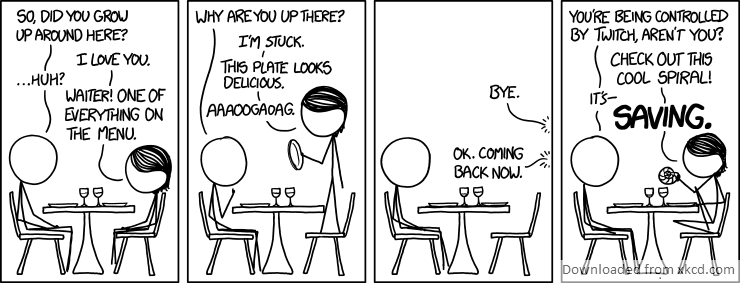 SO, DID YOU GROW
UP AROUND HERE?
I LOVE YOU.
...HUH?
WAITER! ONE OF
EVERYTHING ON
THE MENU.
WHY ARE YOU UP THERE?
I'M STUCK.
THIS PLATE LOOKS
DELICIOUS.
AAAOOGAOAG.
BYE.
OK. COMING
BACK NOW.
YOU'RE BEING CONTROLLED
BY TWITCH, AREN'T YOU?
CHECK OUT THIS
COOL SPIRAL!
IT'S—
SAVING.
Downloaded from xkcd.com